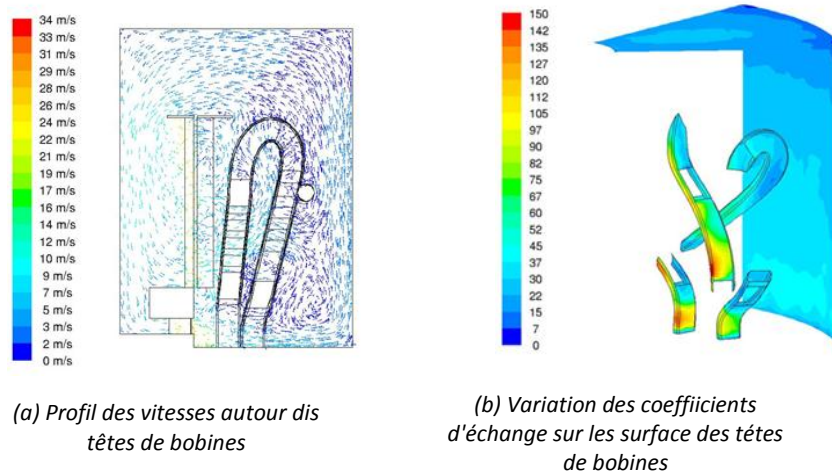 34 m/s
33 m/s
31 m/s
29 m/s
28 m/s
26 m/s
24 m/s
22 m/s
21 m/s
19 m/s
17 m/s
16 m/s
14 m/s
12 m/s
10 m/s
9 m/s
7 m/s
5 m/s
3 m/s
2 m/s
0 m/s
(a) Profil des vitesses autour dis
têtes de bobines
150
142
135
127
120
112
105
97
90
82
75
67
60
52
45
37
30
22
15
7
0
(b) Variation des coeffiicients
d'échange sur les surface des tétes
de bobines